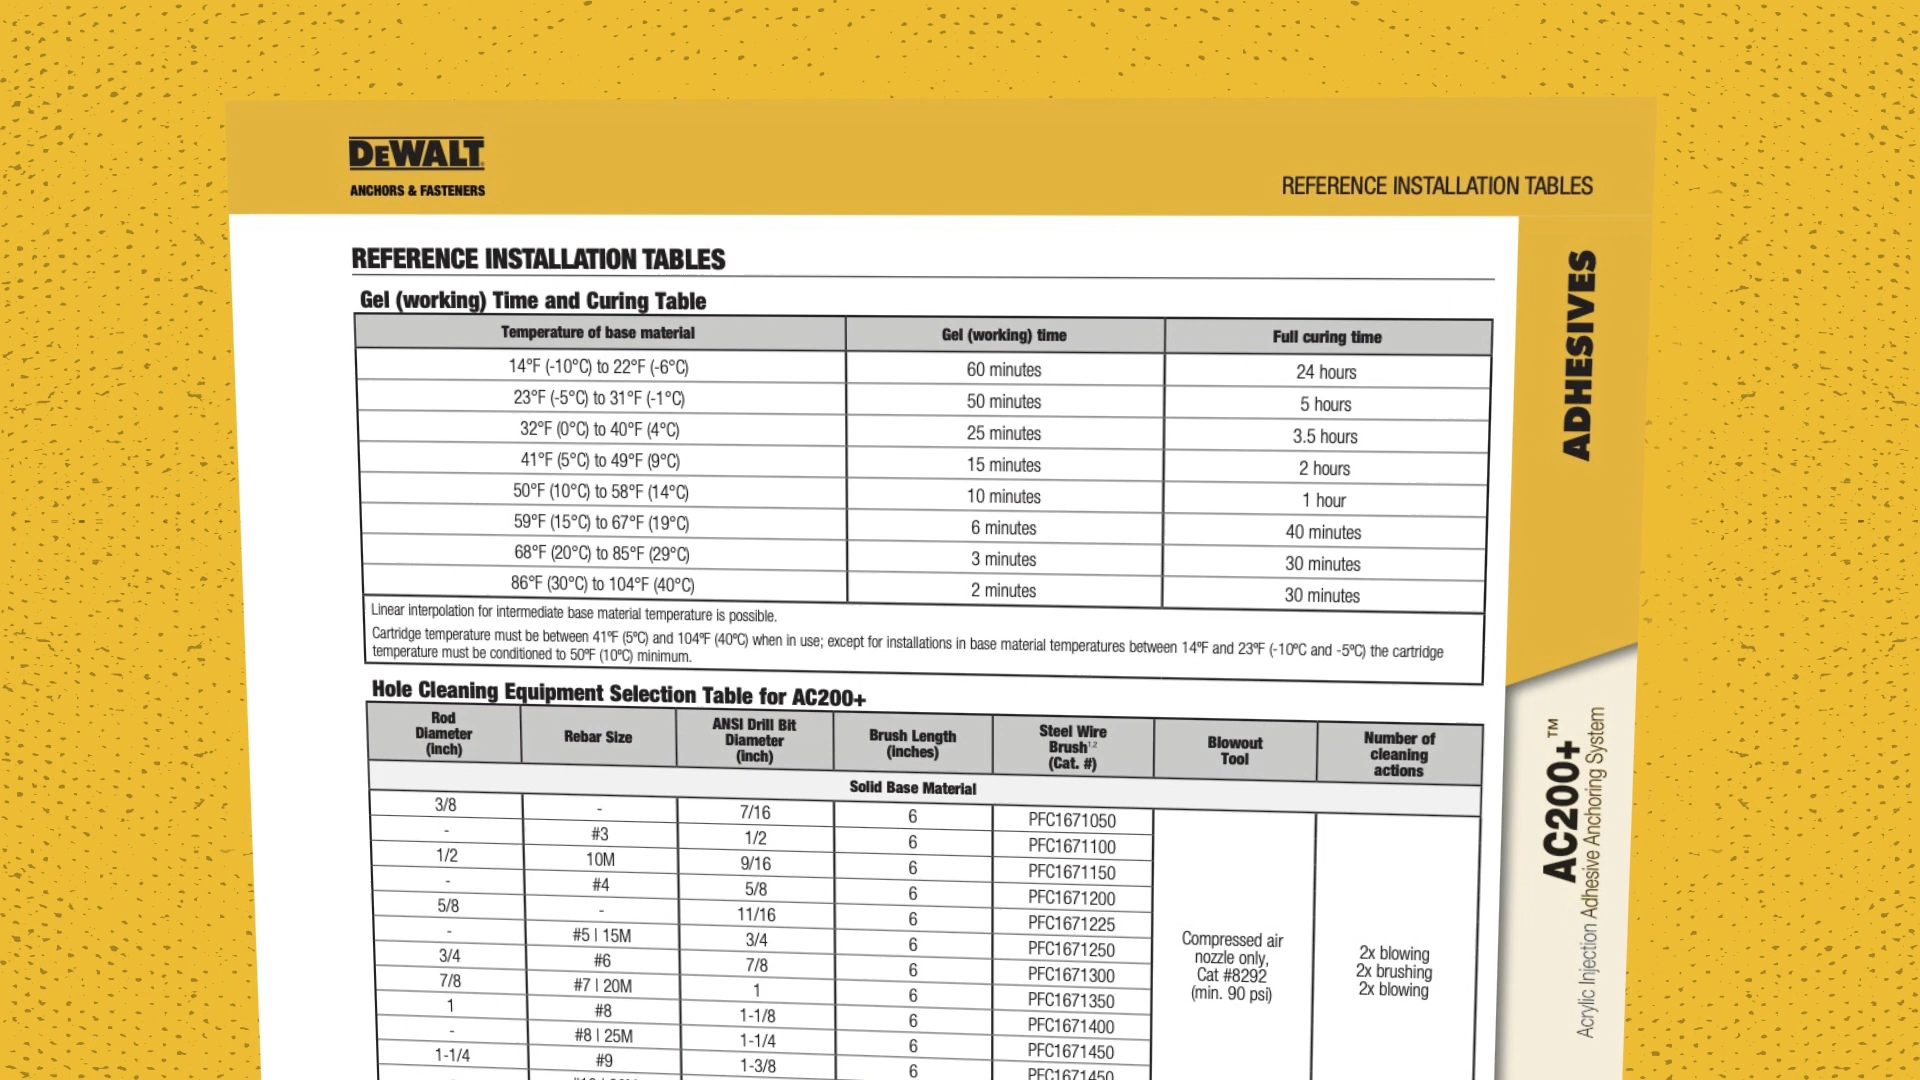 DEWALT
ANCHORS & FASTENERS
REFERENCE INSTALLATION TABLES
REFERENCE INSTALLATION TABLES
Gel (working) Time and Curing Table
Temperature of base material Gel (working) time Full curing time
14°F (-10°C) to 22°F (-6°C) 60 minutes 24 hours
23°F (-5°C) to 31°F (-1°C) 50 minutes 5 hours
32°F (0°C) to 40°F (4°C) 25 minutes 3.5 hours
41°F (5°C) to 49°F (9°C) 15 minutes 2 hours
50°F (10°C) to 58°F (14°C) 10 minutes 1 hour
59°F (15°C) to 67°F (19°C) 6 minutes 40 minutes
68°F (20°C) to 85°F (29°C) 3 minutes 30 minutes
86°F (30°C) to 104°F (40°C) 2 minutes 30 minutes
Linear interpolation for intermediate base material temperature is possible.
Cartridge temperature must be between 41°F (5°C) and 104°F (40°C) when in use; except for installations in base material temperatures between 14°F and 23°F (-10°C and -5°C) the cartridge
temperature must be conditioned to 50°F (10°C) minimum.
Hole Cleaning Equipment Selection Table for AC200+
Rod Diameter (inch) Rebar Size ANSI Drill Bit Diameter (inch) Brush Length (inches) Steel Wire Brush1,2 (Cat. #) Blowout Tool Number of cleaning actions
Solid Base Material
3/8 - 7/16 6 PFC1671050
- #3 1/2 6 PFC1671100
1/2 10M 9/16 6 PFC1671150
- #4 5/8 6 PFC1671200
5/8 - 11/16 6 PFC1671225
- #5 | 15M 3/4 6 PFC1671250
3/4 #6 7/8 6 PFC1671300
7/8 #7 | 20M 1 6 PFC1671350
1 #8 1-1/8 6 PFC1671400
- #8 | 25M 1-1/4 6 PFC1671450
1-1/4 #9 1-3/8 6 PFC1671450
Compressed air
nozzle only,
Cat #8292
(min. 90 psi)
2x blowing
2x brushing
2x blowing
ADHESIVES
AC200+™
Acrylic Injection Adhesive Anchoring System